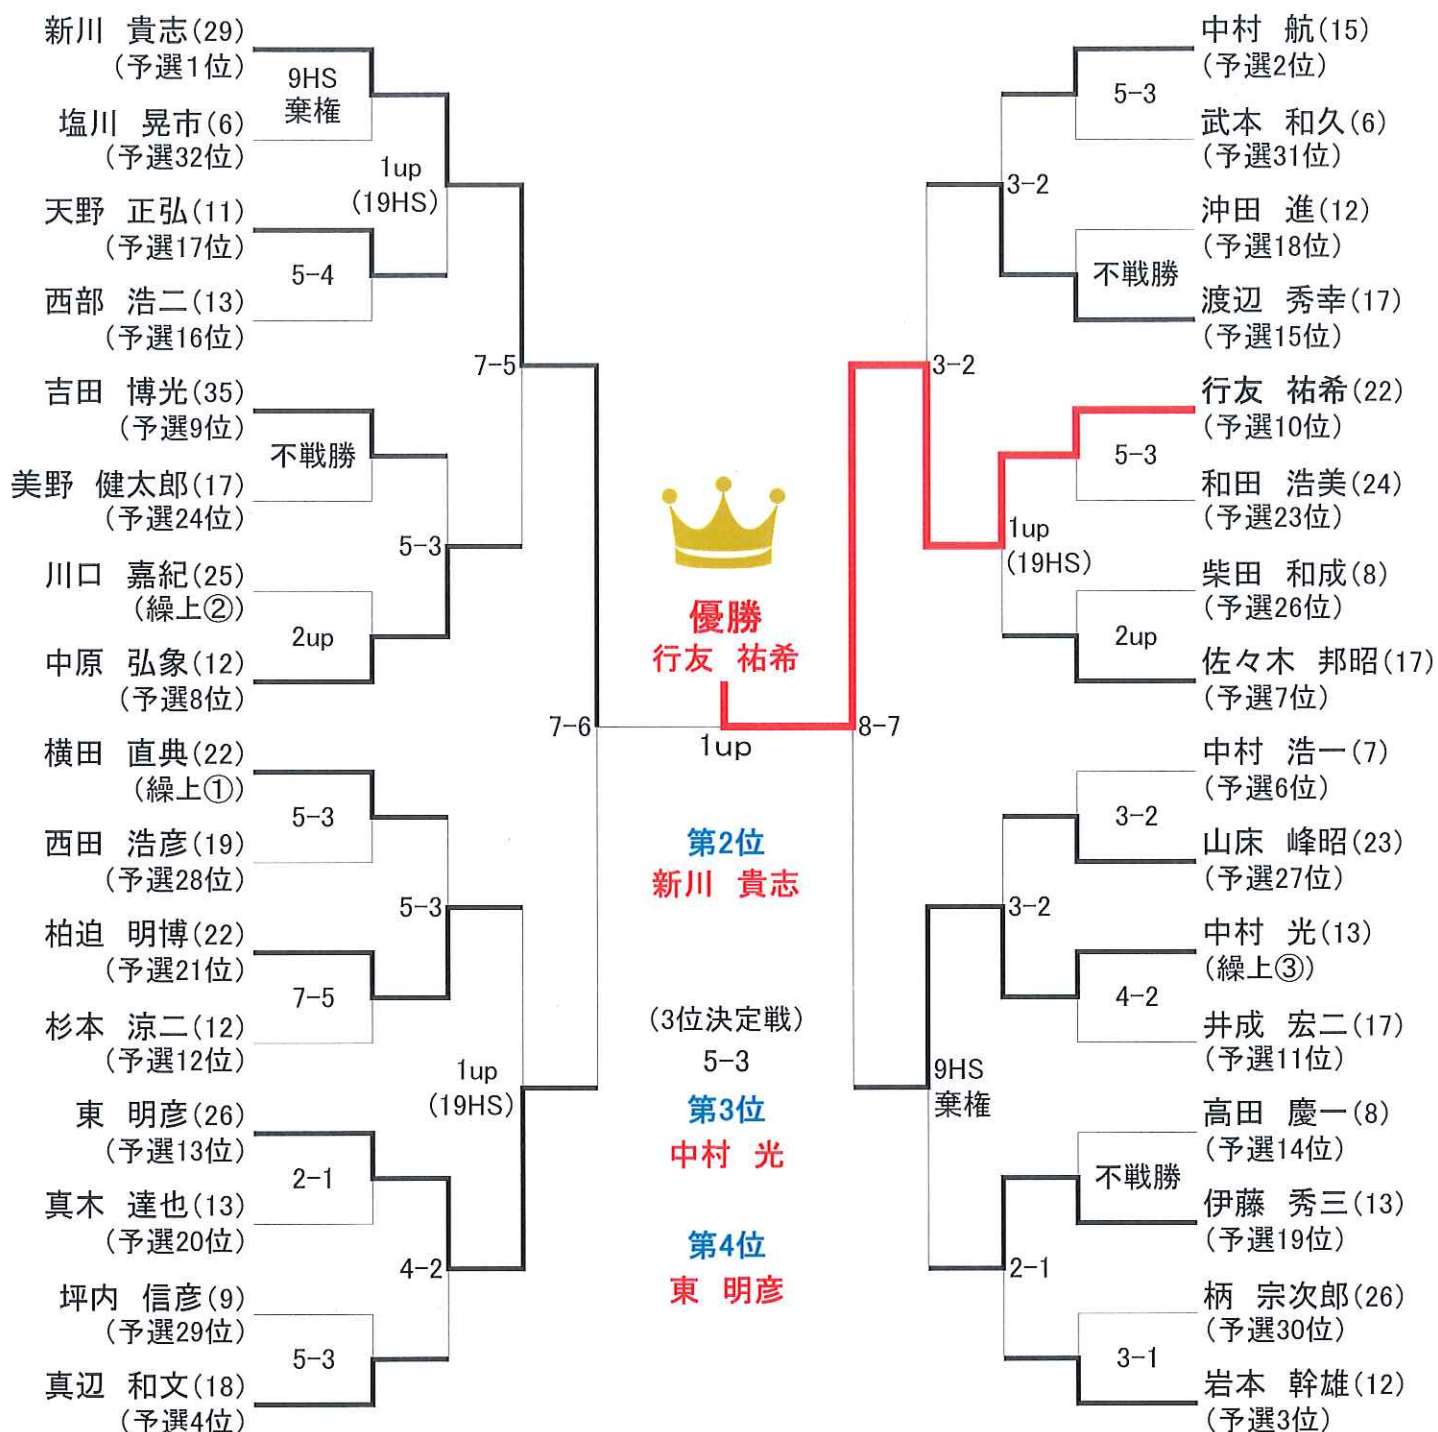 新川 貴志(29)
(予選1位)
9HS
棄権
塩川 晃市(6)
(予選32位)
1up
(19HS)
天野 正弘(11)
(予選17位)
5-4
西部 浩二(13)
(予選16位)
7-5
吉田 博光(35)
(予選9位)
不戦勝
美野 健太郎(17)
(予選24位)
5-3
川口 嘉紀(25)
(繰上②)
2up
中原 弘象(12)
(予選8位)
7-6
横田 直典(22)
(繰上①)
5-3
西田 浩彦(19)
(予選28位)
5-3
柏迫 明博(22)
(予選21位)
7-5
杉本 涼二(12)
(予選12位)
1up
(19HS)
東 明彦(26)
(予選13位)
2-1
真木 達也(13)
(予選20位)
4-2
坪内 信彦(9)
(予選29位)
5-3
真辺 和文(18)
(予選4位)
優勝
行友 祐希
1up
第2位
新川 貴志
(3位決定戦)
5-3
第3位
中村 光
第4位
東 明彦
中村 航(15)
(予選2位)
5-3
武本 和久(6)
(予選31位)
3-2
沖田 進(12)
(予選18位)
不戦勝
渡辺 秀幸(17)
(予選15位)
3-2
行友 祐希(22)
(予選10位)
5-3
和田 浩美(24)
(予選23位)
1up
(19HS)
柴田 和成(8)
(予選26位)
2up
佐々木 邦昭(17)
(予選7位)
8-7
中村 浩一(7)
(予選6位)
3-2
山床 峰昭(23)
(予選27位)
3-2
中村 光(13)
(繰上③)
4-2
井成 宏二(17)
(予選11位)
9HS
棄権
高田 慶一(8)
(予選14位)
不戦勝
伊藤 秀三(13)
(予選19位)
2-1
柄 宗次郎(26)
(予選30位)
3-1
岩本 幹雄(12)
(予選3位)